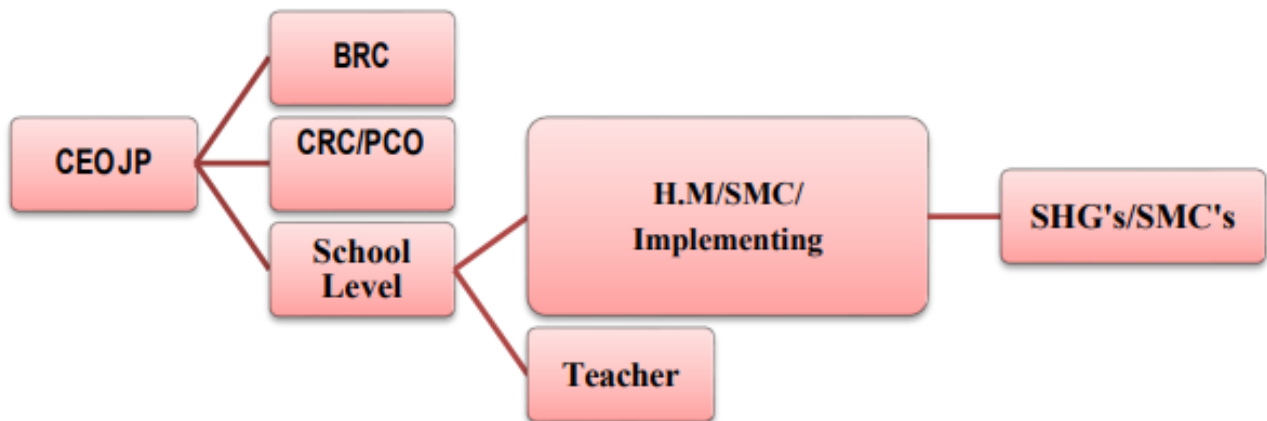 BRC
CEOJP
CRC/PCO
School
Level
H.M/SMC/
Implementing
SHG's/SMC's
Teacher